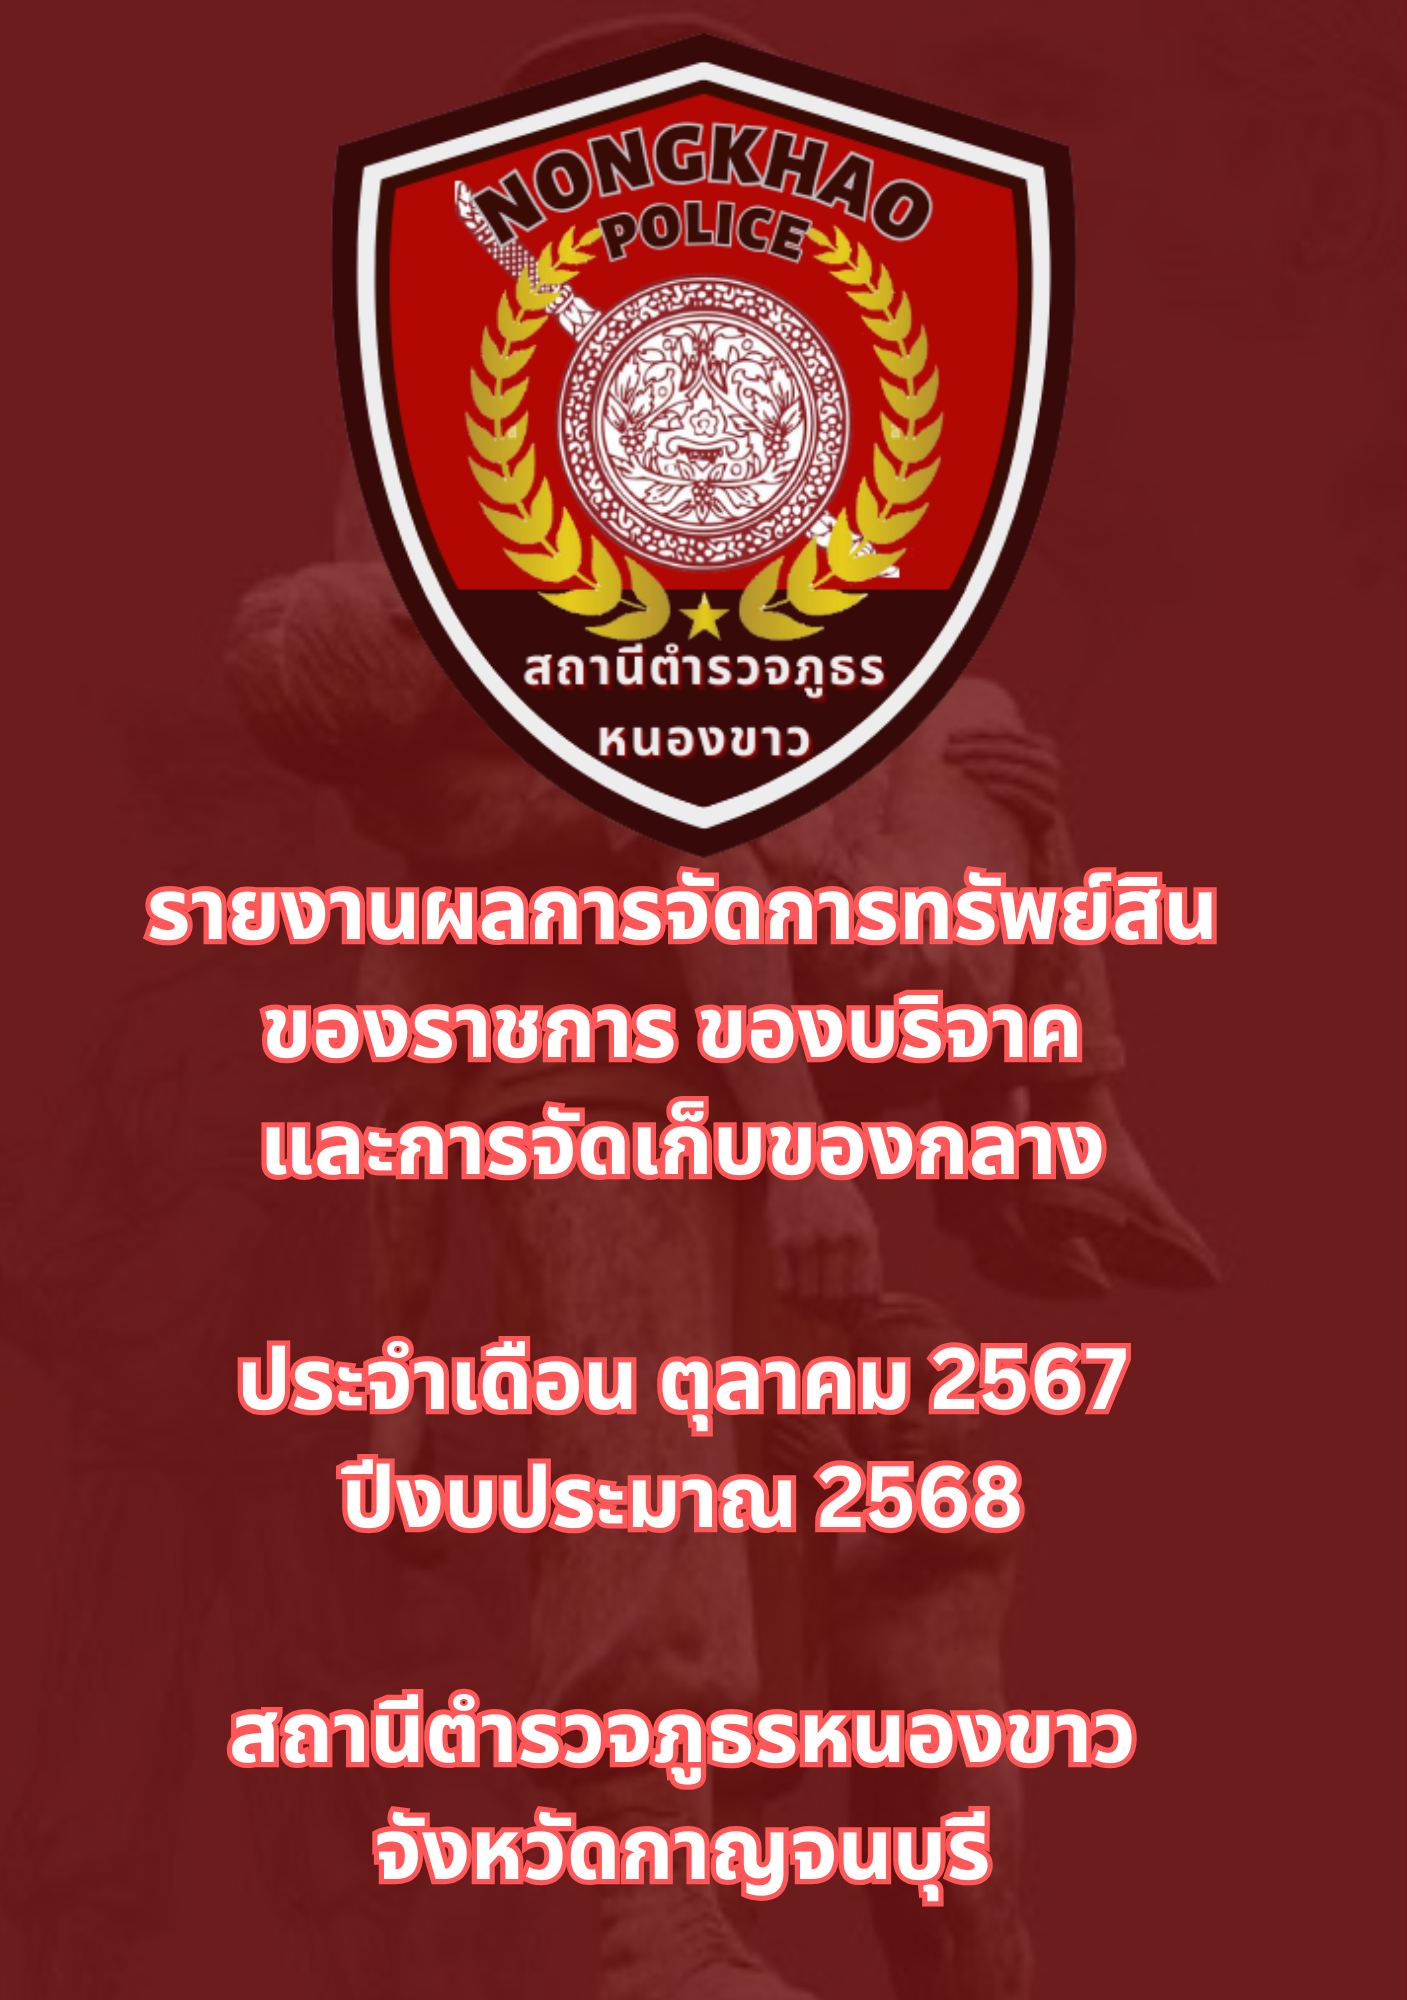 NONGKHAO
POLICE
สถานีตำรวจภูธร
หนองขาว
รายงานผลการจัดการทรัพย์สิน
ของราชการ ของบริจาค
และการจัดเก็บของกลาง
ประจำเดือน ตุลาคม 2567
ปีงบประมาณ 2568
สถานีตำรวจภูธรหนองขาว
จังหวัดกาญจนบุรี